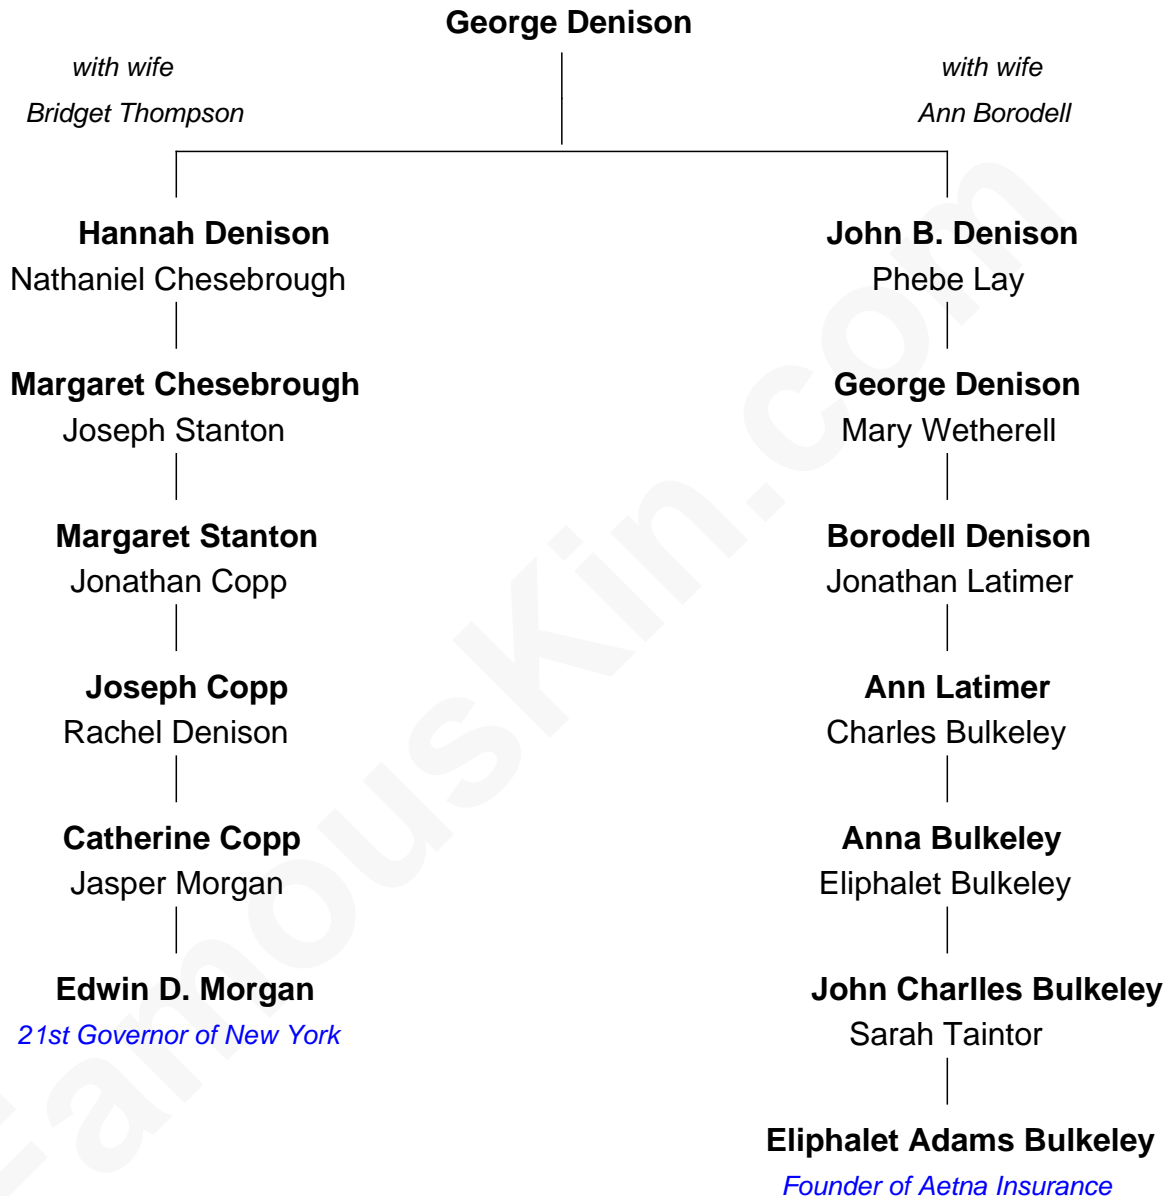 George Denison
with wife
Bridget Thompson
with wife
Ann Borodell
Hannah Denison
Nathaniel Chesebrough
John B. Denison
Phebe Lay
Margaret Chesebrough
Joseph Stanton
George Denison
Mary Wetherell
Margaret Stanton
Jonathan Copp
Borodell Denison
Jonathan Latimer
Joseph Copp
Rachel Denison
Ann Latimer
Charles Bulkeley
Catherine Copp
Jasper Morgan
Anna Bulkeley
Eliphalet Bulkeley
Edwin D. Morgan
21st Governor of New York
John Charlles Bulkeley
Sarah Taintor
Eliphalet Adams Bulkeley
Founder of Aetna Insurance
FamousKin.com